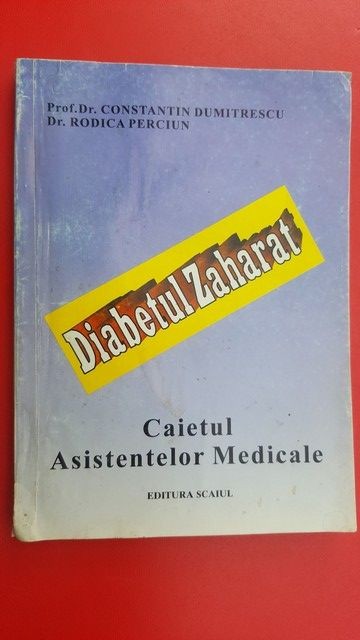 Prof.Dr. CONSTANTIN DUMITRESCU
Dr. RODICA PERCIUN
Diabetul Zaharat
Caietul
Asistentelor Medicale
EDITURA SCAIUL